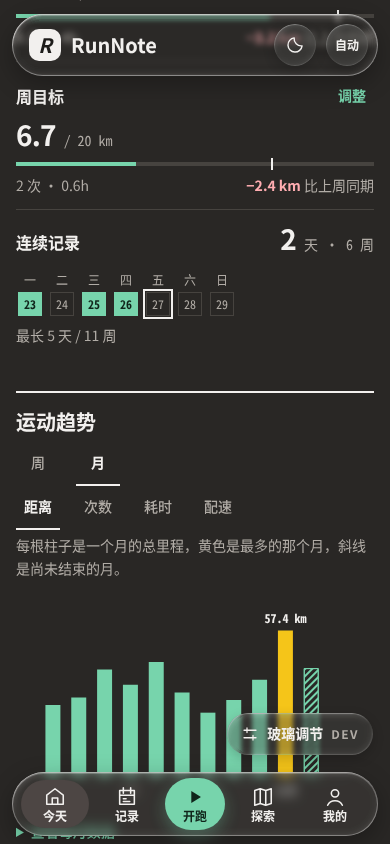 R RunNote 自动
周目标 调整
6.7 / 20 km
2 次 · 0.6h −2.4 km 比上周同期
连续记录 2 天 · 6 周
一 二 三 四 五 六 日
23 24 25 26 27 28 29
最长 5 天 / 11 周
运动趋势
周 月
距离 次数 耗时 配速
每根柱子是一个月的总里程，黄色是最多的那个月，斜线
是尚未结束的月。
57.4 km
玻璃调节 DEV
今天 记录 开跑 探索 我的